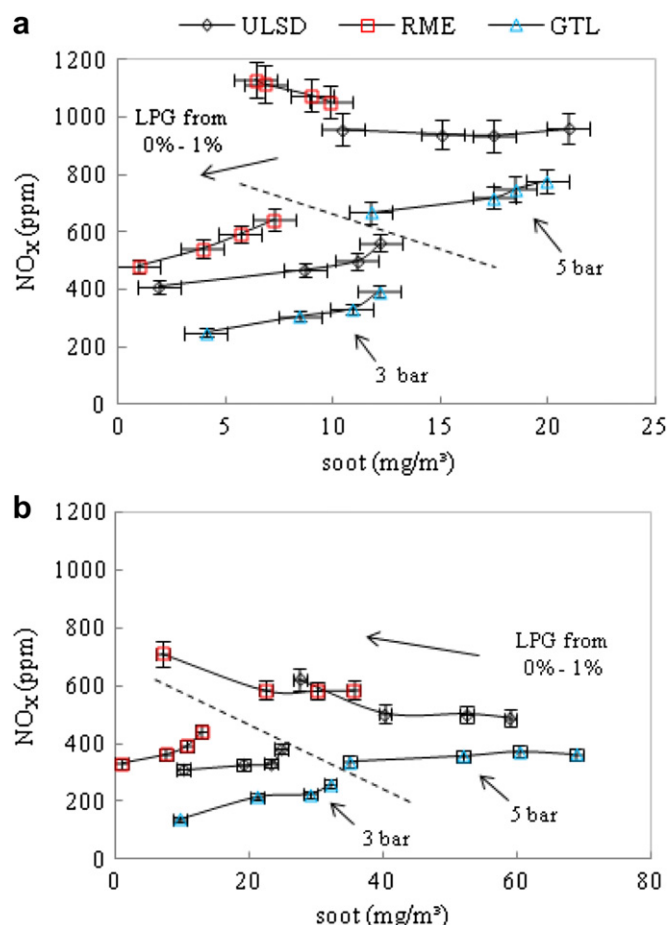 a
ULSD RME GTL
1200
1000
800
600
400
200
0
NOX (ppm)
LPG from
0% - 1%
5 bar
3 bar
0 5 10 15 20 25
soot (mg/m³)
b
1200
1000
800
600
400
200
0
NOX (ppm)
LPG from
0% - 1%
5 bar
3 bar
0 20 40 60 80
soot (mg/m³)